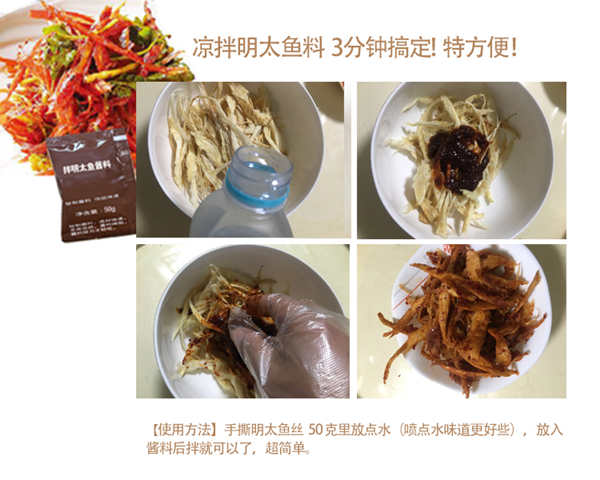 凉拌明太鱼料 3分钟搞定! 特方便!
拌明太鱼酱料
净含量: 50g
【使用方法】手撕明太鱼丝 50克里放点水（喷点水味道更好些），放入
酱料后拌就可以了，超简单。